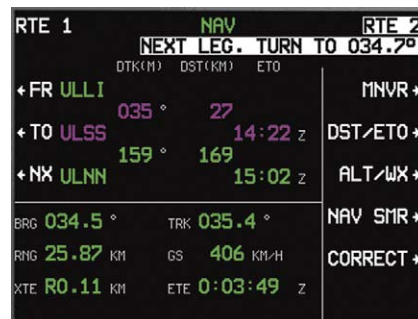 RTE 1 NAV RTE 2
NEXT LEG. TURN TO 034.7°
DTK(M) DST(KM) ETO
←FR ULLI MNVR→
035 ° 27
←TO ULSS 14:22 Z DST/ETO→
159 ° 169
←NX ULNN 15:02 Z ALT/WX→
BRG 034.5 ° TRK 035.4 ° NAV SMR→
RNG 25.87 KM GS 406 KM/H CORRECT→
XTE R0.11 KM ETE 0:03:49 Z